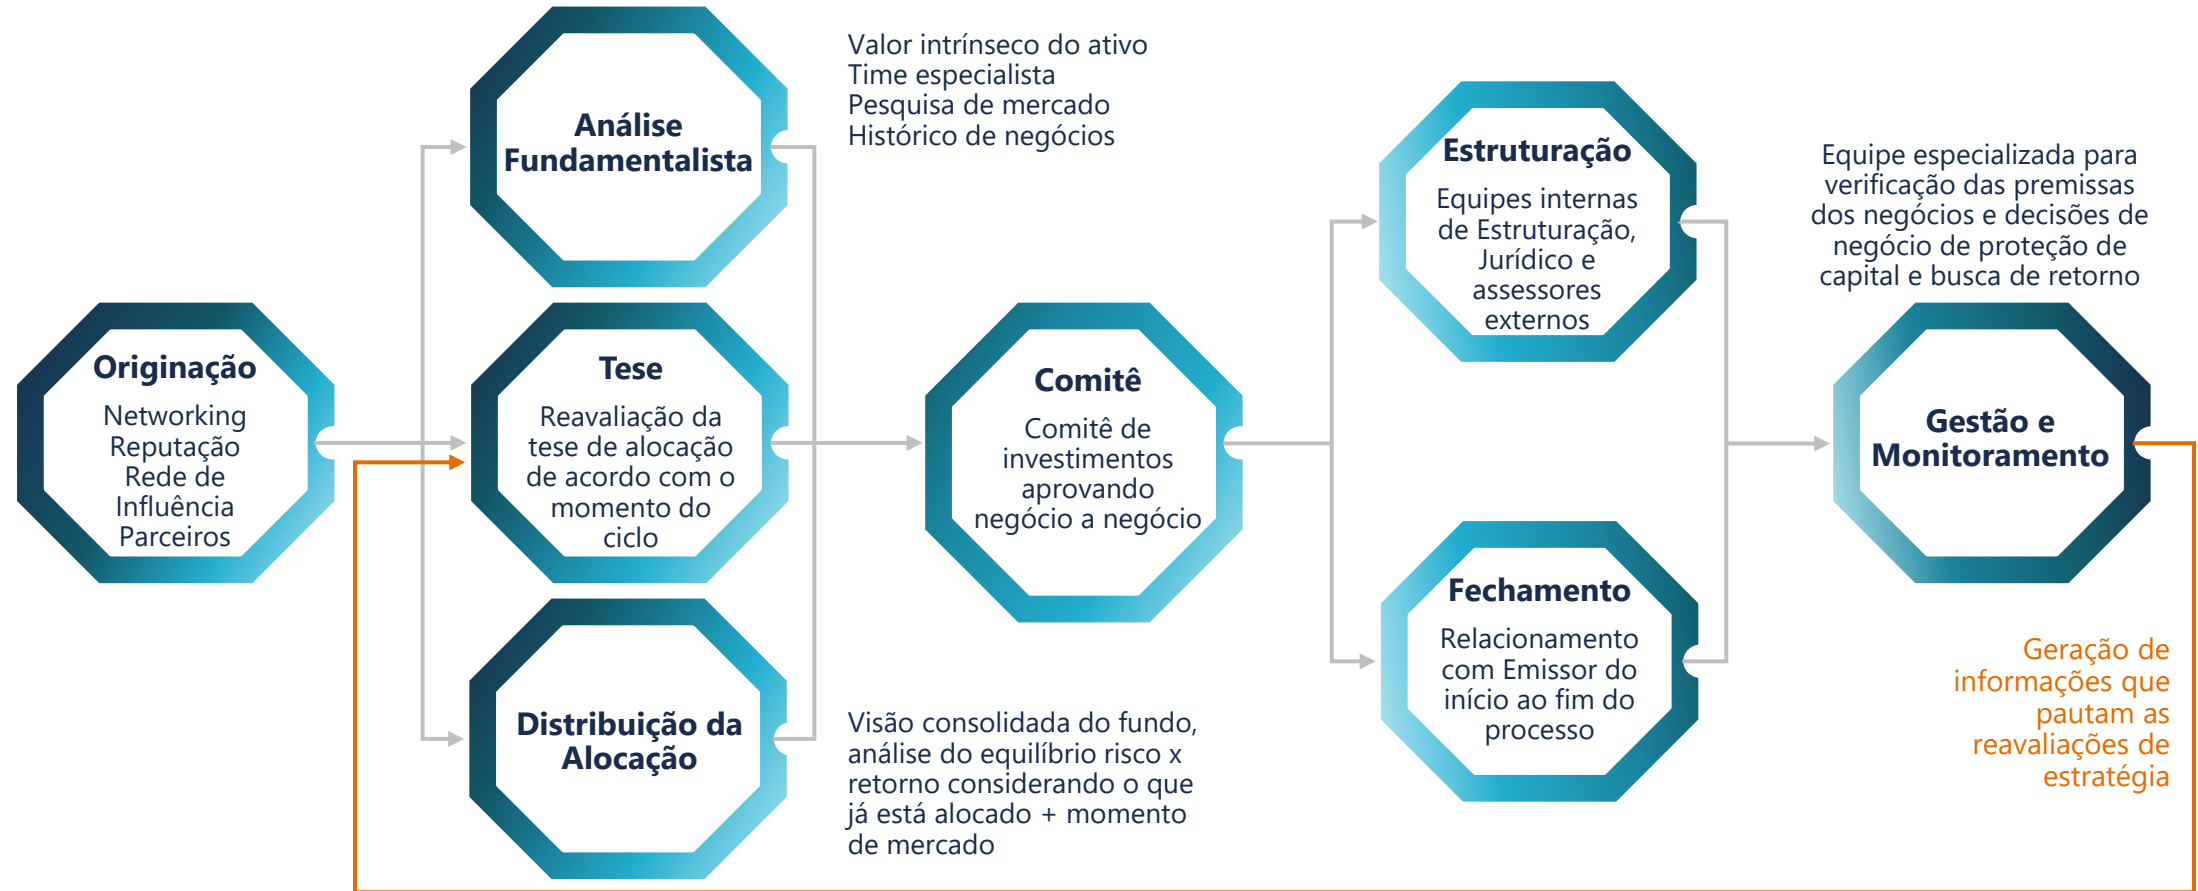 Originação
Networking
Reputação
Rede de
Influência
Parceiros
Análise
Fundamentalista
Valor intrínseco do ativo
Time especialista
Pesquisa de mercado
Histórico de negócios
Tese
Reavaliação da
tese de alocação
de acordo com o
momento do
ciclo
Distribuição da
Alocação
Visão consolidada do fundo,
análise do equilíbrio risco x
retorno considerando o que
já está alocado + momento
de mercado
Comitê
Comitê de
investimentos
aprovando
negócio a negócio
Estruturação
Equipes internas
de Estruturação,
Jurídico e
assessores
externos
Fechamento
Relacionamento
com Emissor do
início ao fim do
processo
Equipe especializada para
verificação das premissas
dos negócios e decisões de
negócio de proteção de
capital e busca de retorno
Gestão e
Monitoramento
Geração de
informações que
pautam as
reavaliações de
estratégia